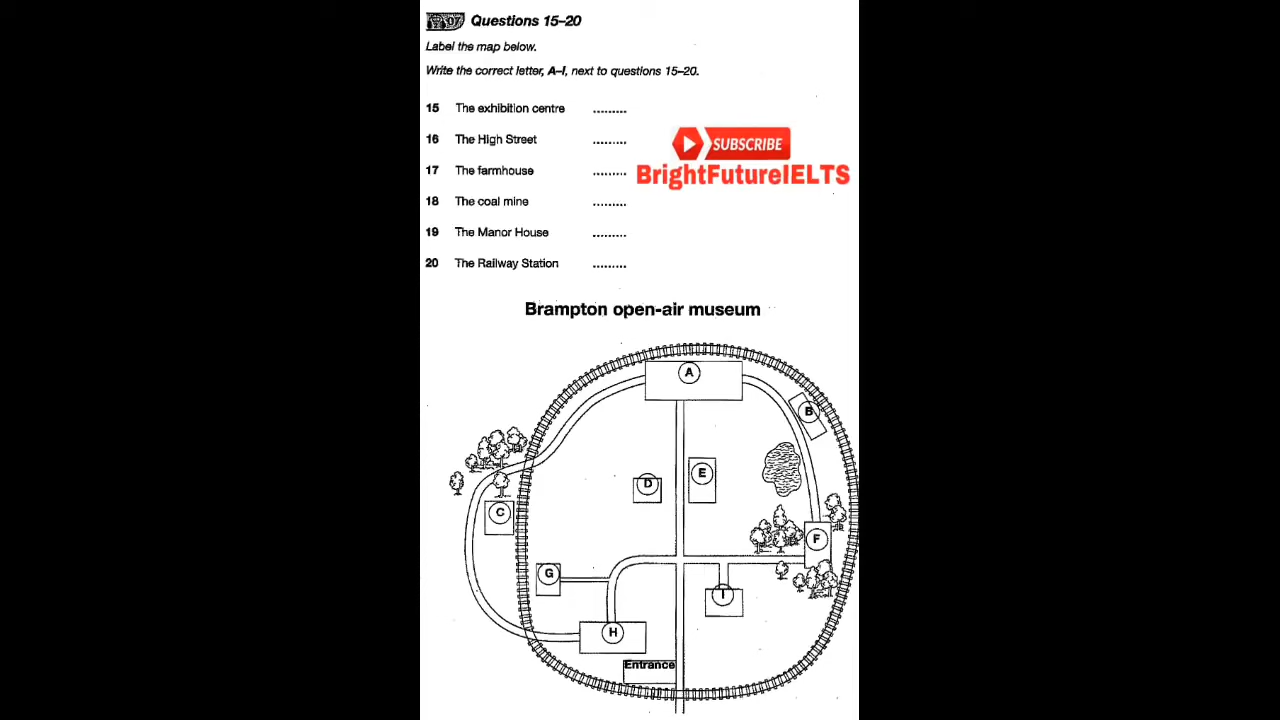 Questions 15–20
Label the map below.
Write the correct letter, A–I, next to questions 15–20.
15 The exhibition centre .........
16 The High Street .........
17 The farmhouse .........
18 The coal mine .........
19 The Manor House .........
20 The Railway Station .........
SUBSCRIBE
BrightFutureIELTS
Brampton open-air museum
A
B
E
D
C
F
G
I
H
Entrance